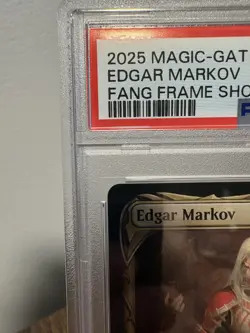 2025 MAGIC-GAT
EDGAR MARKOV
FANG FRAME SHO
Edgar Markov